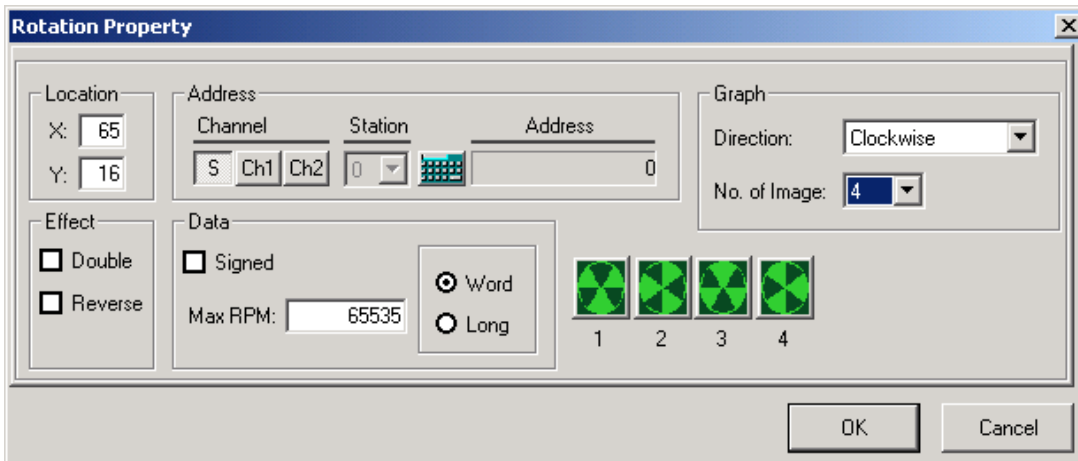 Rotation Property
Location
X: 65
Y: 16
Address
Channel Station Address
S Ch1 Ch2 0 0
Graph
Direction: Clockwise
No. of Image: 4
Effect
Double
Reverse
Data
Signed
Max RPM: 65535
Word
Long
1 2 3 4
OK Cancel